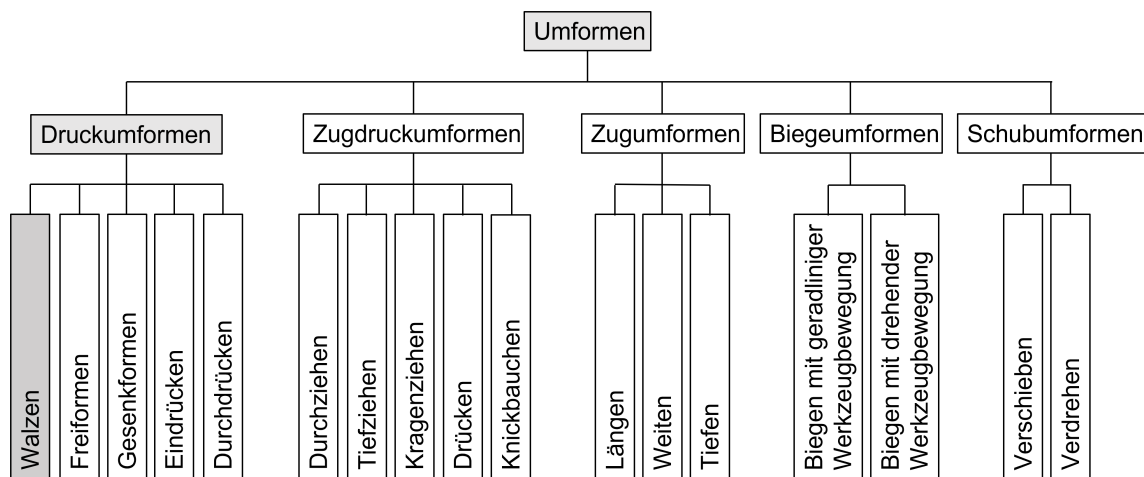 Umformen
Druckumformen
Zugdruckumformen
Zugumformen
Biegeumformen
Schubumformen
Walzen
Freiformen
Gesenkformen
Eindrücken
Durchdrücken
Durchziehen
Tiefziehen
Kragenziehen
Drücken
Knickbauchen
Längen
Weiten
Tiefen
Biegen mit geradliniger
Werkzeugbewegung
Biegen mit drehender
Werkzeugbewegung
Verschieben
Verdrehen